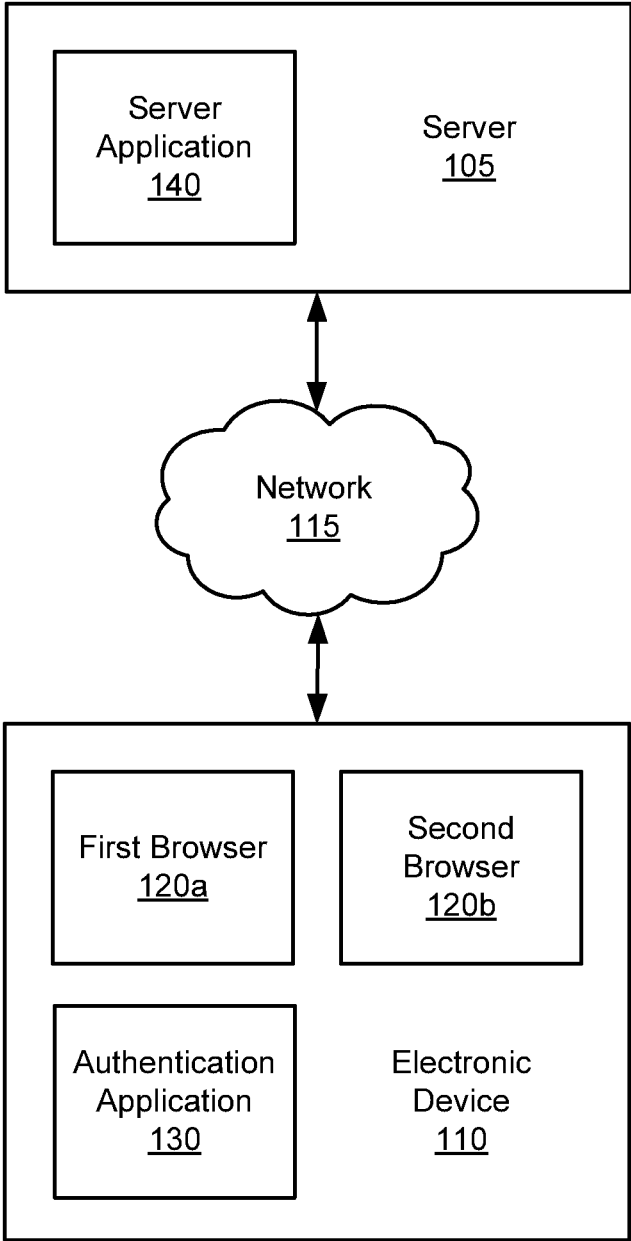 Server
Application
140
Server
105
Network
115
First Browser
120a
Second
Browser
120b
Authentication
Application
130
Electronic
Device
110